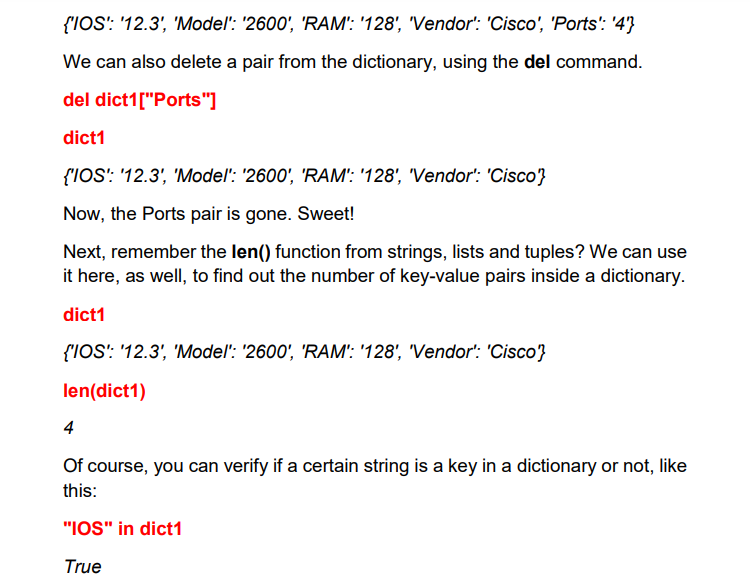 {'IOS': '12.3', 'Model': '2600', 'RAM': '128', 'Vendor': 'Cisco', 'Ports': '4'}
We can also delete a pair from the dictionary, using the del command.
del dict1["Ports"]
dict1
{'IOS': '12.3', 'Model': '2600', 'RAM': '128', 'Vendor': 'Cisco'}
Now, the Ports pair is gone. Sweet!
Next, remember the len() function from strings, lists and tuples? We can use
it here, as well, to find out the number of key-value pairs inside a dictionary.
dict1
{'IOS': '12.3', 'Model': '2600', 'RAM': '128', 'Vendor': 'Cisco'}
len(dict1)
4
Of course, you can verify if a certain string is a key in a dictionary or not, like
this:
"IOS" in dict1
True